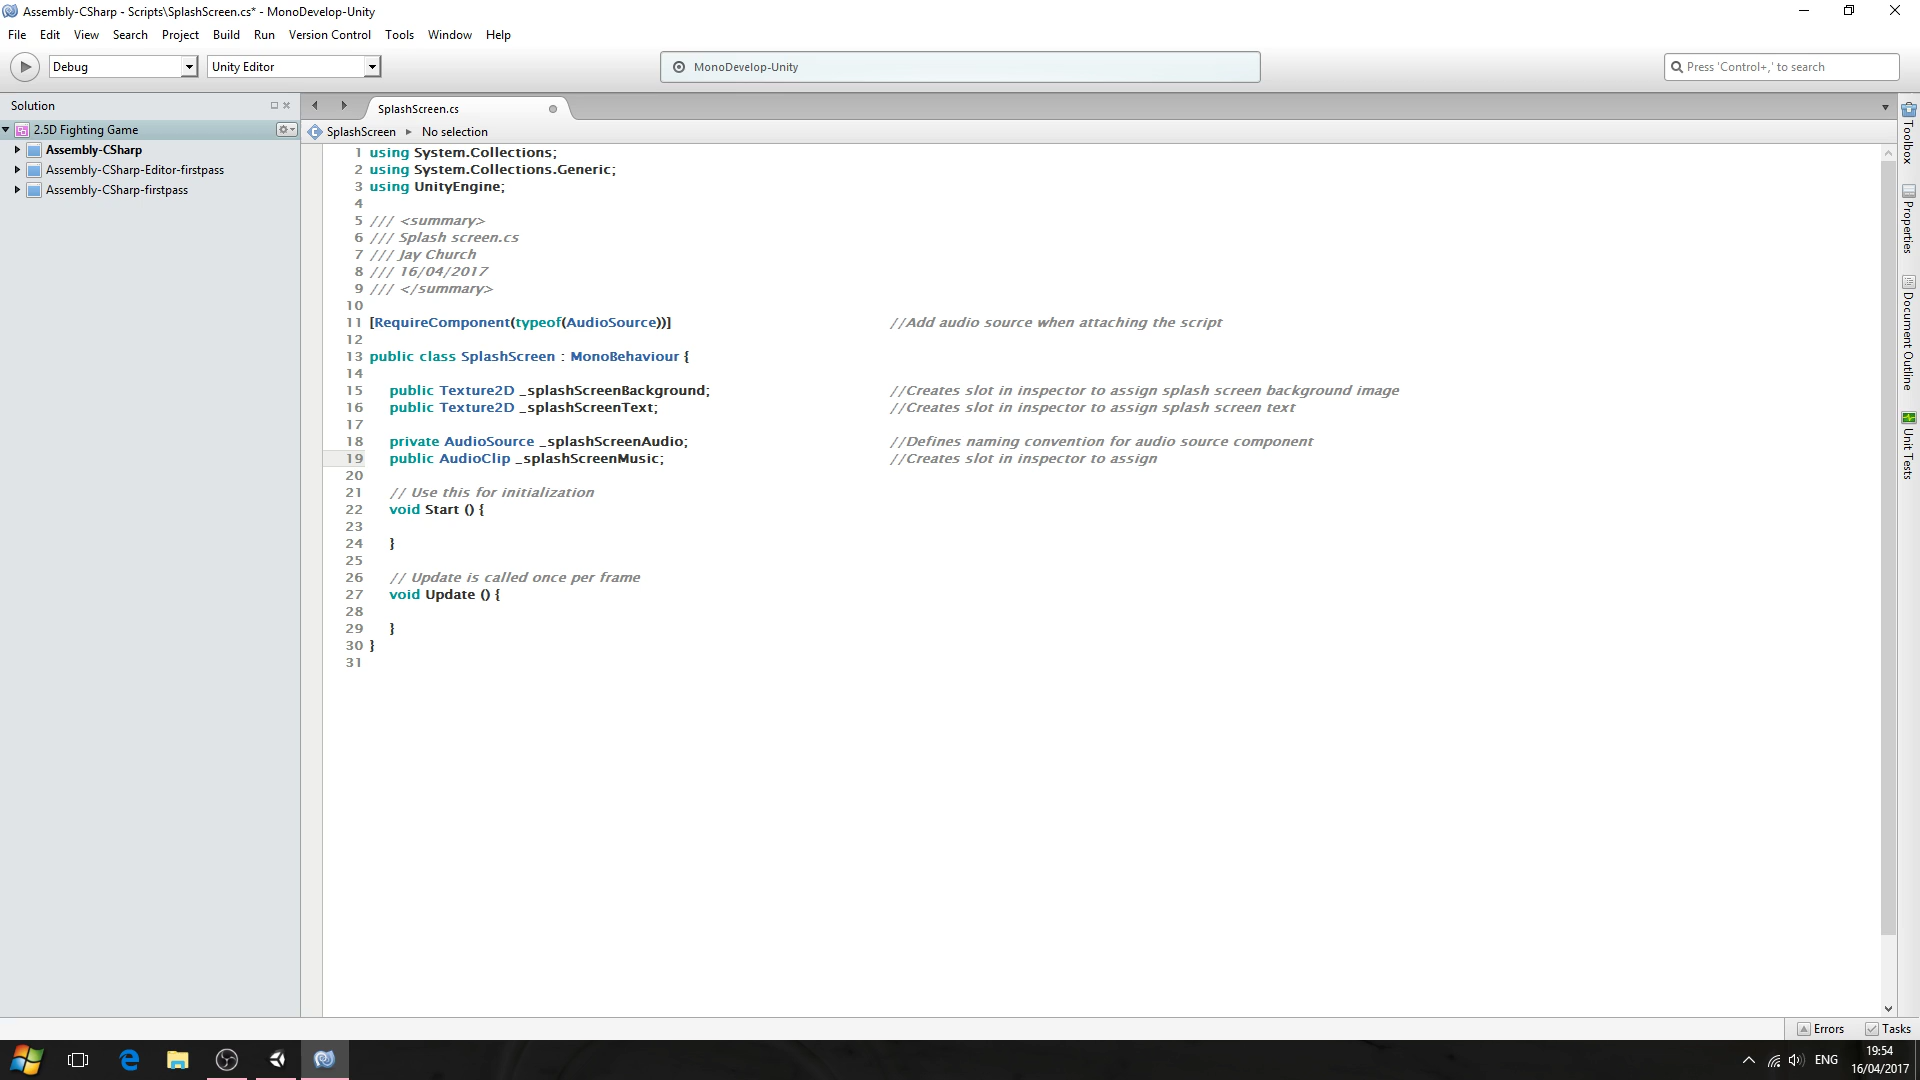 Assembly-CSharp - Scripts\SplashScreen.cs* - MonoDevelop-Unity
File Edit View Search Project Build Run Version Control Tools Window Help
Debug Unity Editor MonoDevelop-Unity Press 'Control+,' to search
Solution
2.5D Fighting Game
Assembly-CSharp
Assembly-CSharp-Editor-firstpass
Assembly-CSharp-firstpass
SplashScreen.cs
SplashScreen No selection
1 using System.Collections;
2 using System.Collections.Generic;
3 using UnityEngine;
4
5 /// <summary>
6 /// Splash screen.cs
7 /// Jay Church
8 /// 16/04/2017
9 /// </summary>
10
11 [RequireComponent(typeof(AudioSource))] //Add audio source when attaching the script
12
13 public class SplashScreen : MonoBehaviour {
14
15 public Texture2D _splashScreenBackground; //Creates slot in inspector to assign splash screen background image
16 public Texture2D _splashScreenText; //Creates slot in inspector to assign splash screen text
17
18 private AudioSource _splashScreenAudio; //Defines naming convention for audio source component
19 public AudioClip _splashScreenMusic; //Creates slot in inspector to assign
20
21 // Use this for initialization
22 void Start () {
23
24 }
25
26 // Update is called once per frame
27 void Update () {
28
29 }
30 }
31
Toolbox
Properties
Document Outline
Unit Tests
Errors Tasks
ENG
19:54
16/04/2017